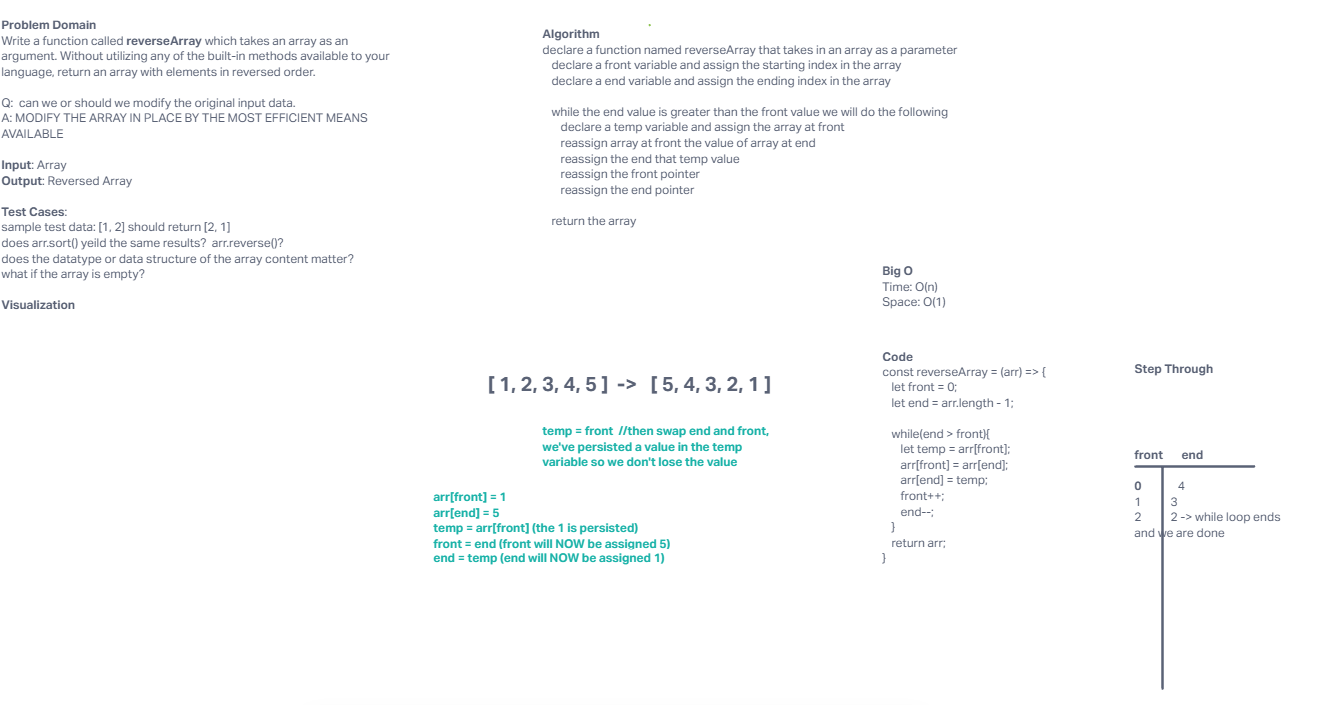 Problem Domain
Write a function called reverseArray which takes an array as an
argument. Without utilizing any of the built-in methods available to your
language, return an array with elements in reversed order.
Q:  can we or should we modify the original input data.
A: MODIFY THE ARRAY IN PLACE BY THE MOST EFFICIENT MEANS
AVAILABLE
Input: Array
Output: Reversed Array
Test Cases:
sample test data: [1, 2] should return [2, 1]
does arr.sort() yeild the same results?  arr.reverse()?
does the datatype or data structure of the array content matter?
what if the array is empty?
Visualization
[ 1, 2, 3, 4, 5 ]  ->   [ 5, 4, 3, 2, 1 ]
temp = front  //then swap end and front,
we've persisted a value in the temp
variable so we don't lose the value
arr[front] = 1
arr[end] = 5
temp = arr[front] (the 1 is persisted)
front = end (front will NOW be assigned 5)
end = temp (end will NOW be assigned 1)
Algorithm
declare a function named reverseArray that takes in an array as a parameter
declare a front variable and assign the starting index in the array
declare a end variable and assign the ending index in the array
while the end value is greater than the front value we will do the following
declare a temp variable and assign the array at front
reassign array at front the value of array at end
reassign the end that temp value
reassign the front pointer
reassign the end pointer
return the array
Big O
Time: O(n)
Space: O(1)
Code
const reverseArray = (arr) => {
let front = 0;
let end = arr.length - 1;
while(end > front){
let temp = arr[front];
arr[front] = arr[end];
arr[end] = temp;
front++;
end--;
}
return arr;
}
Step Through
front end
0 4
1 3
2 2 -> while loop ends
and we are done